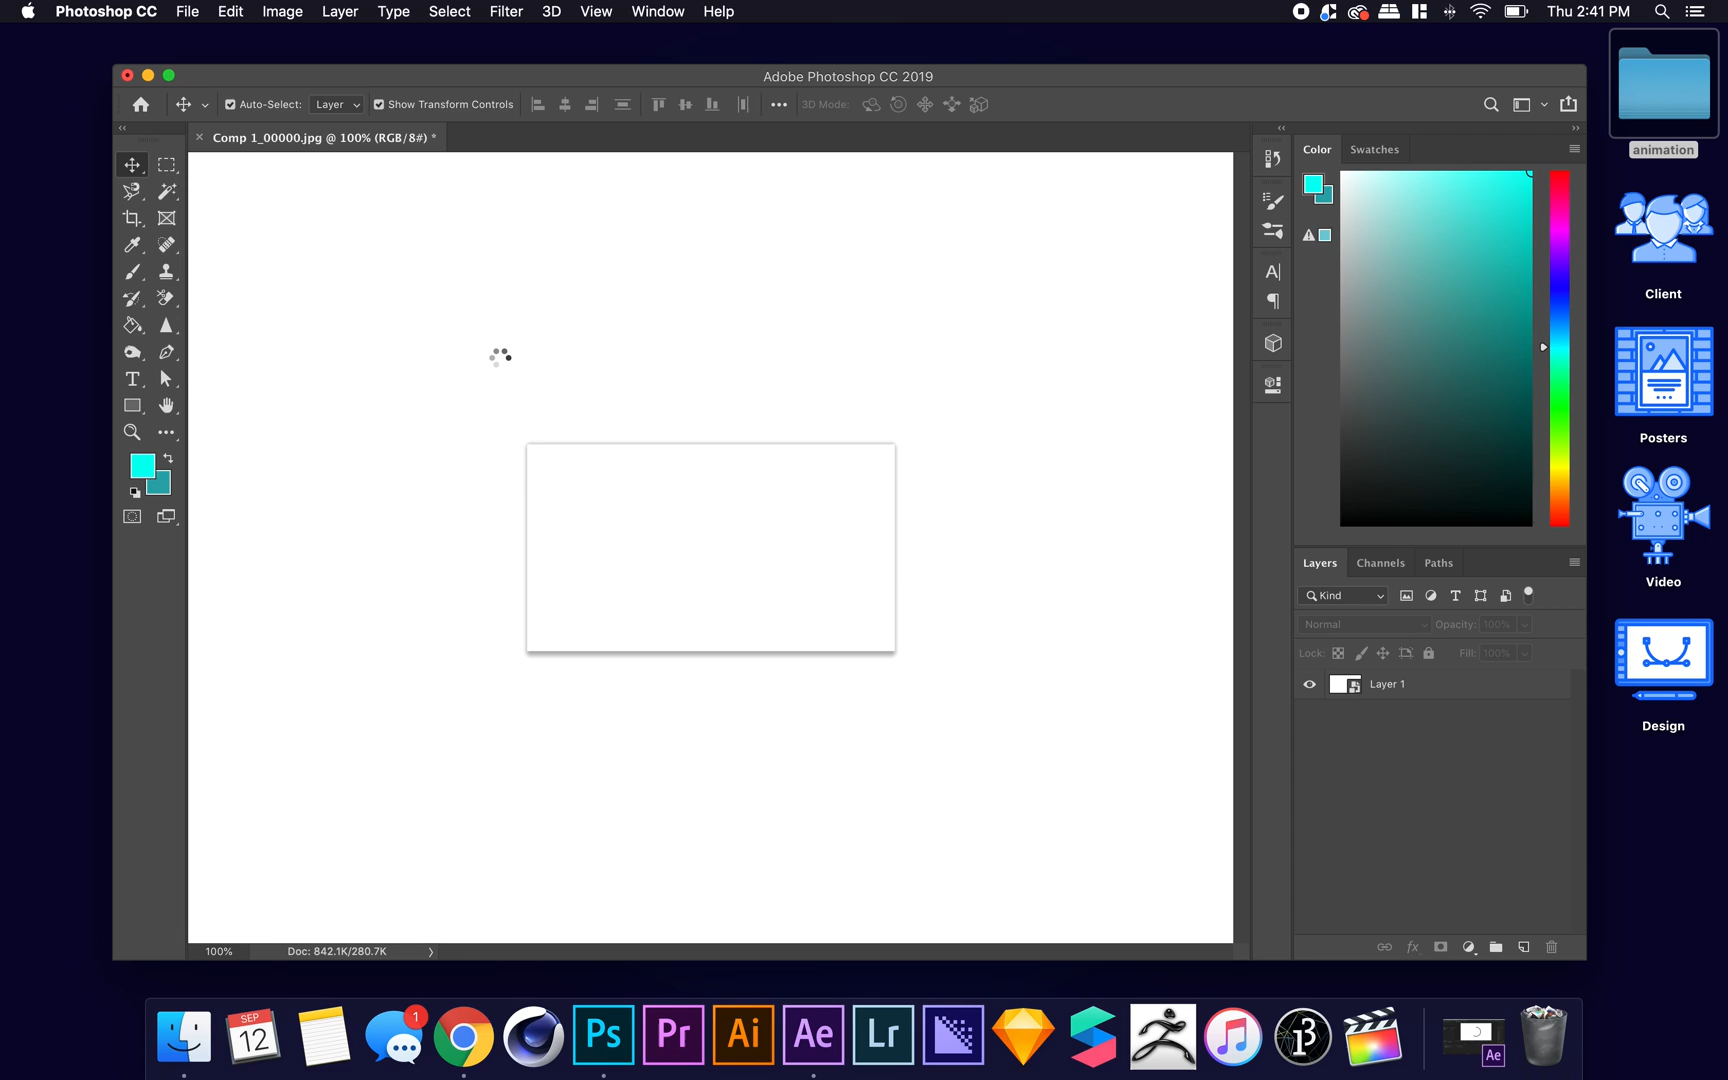 Photoshop CC File Edit Image Layer Type Select Filter 3D View Window Help Thu 2:41 PM
Adobe Photoshop CC 2019
Auto-Select: Layer Show Transform Controls 3D Mode:
Comp 1_00000.jpg @ 100% (RGB/8#) *
Color Swatches
animation
Client
Posters
Video
Design
Layers Channels Paths
Kind
Normal Opacity: 100%
Lock: Fill: 100%
Layer 1
100% Doc: 842.1K/280.7K
SEP
12
1
Ps Pr Ai Ae Lr
Ae